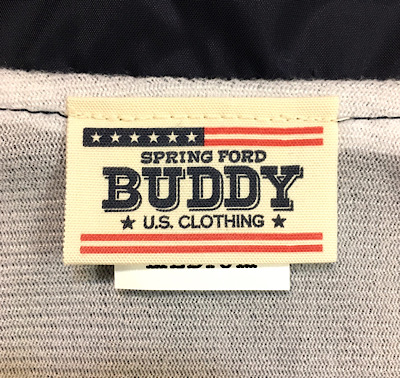 SPRING FORD
BUDDY
★ U.S. CLOTHING ★